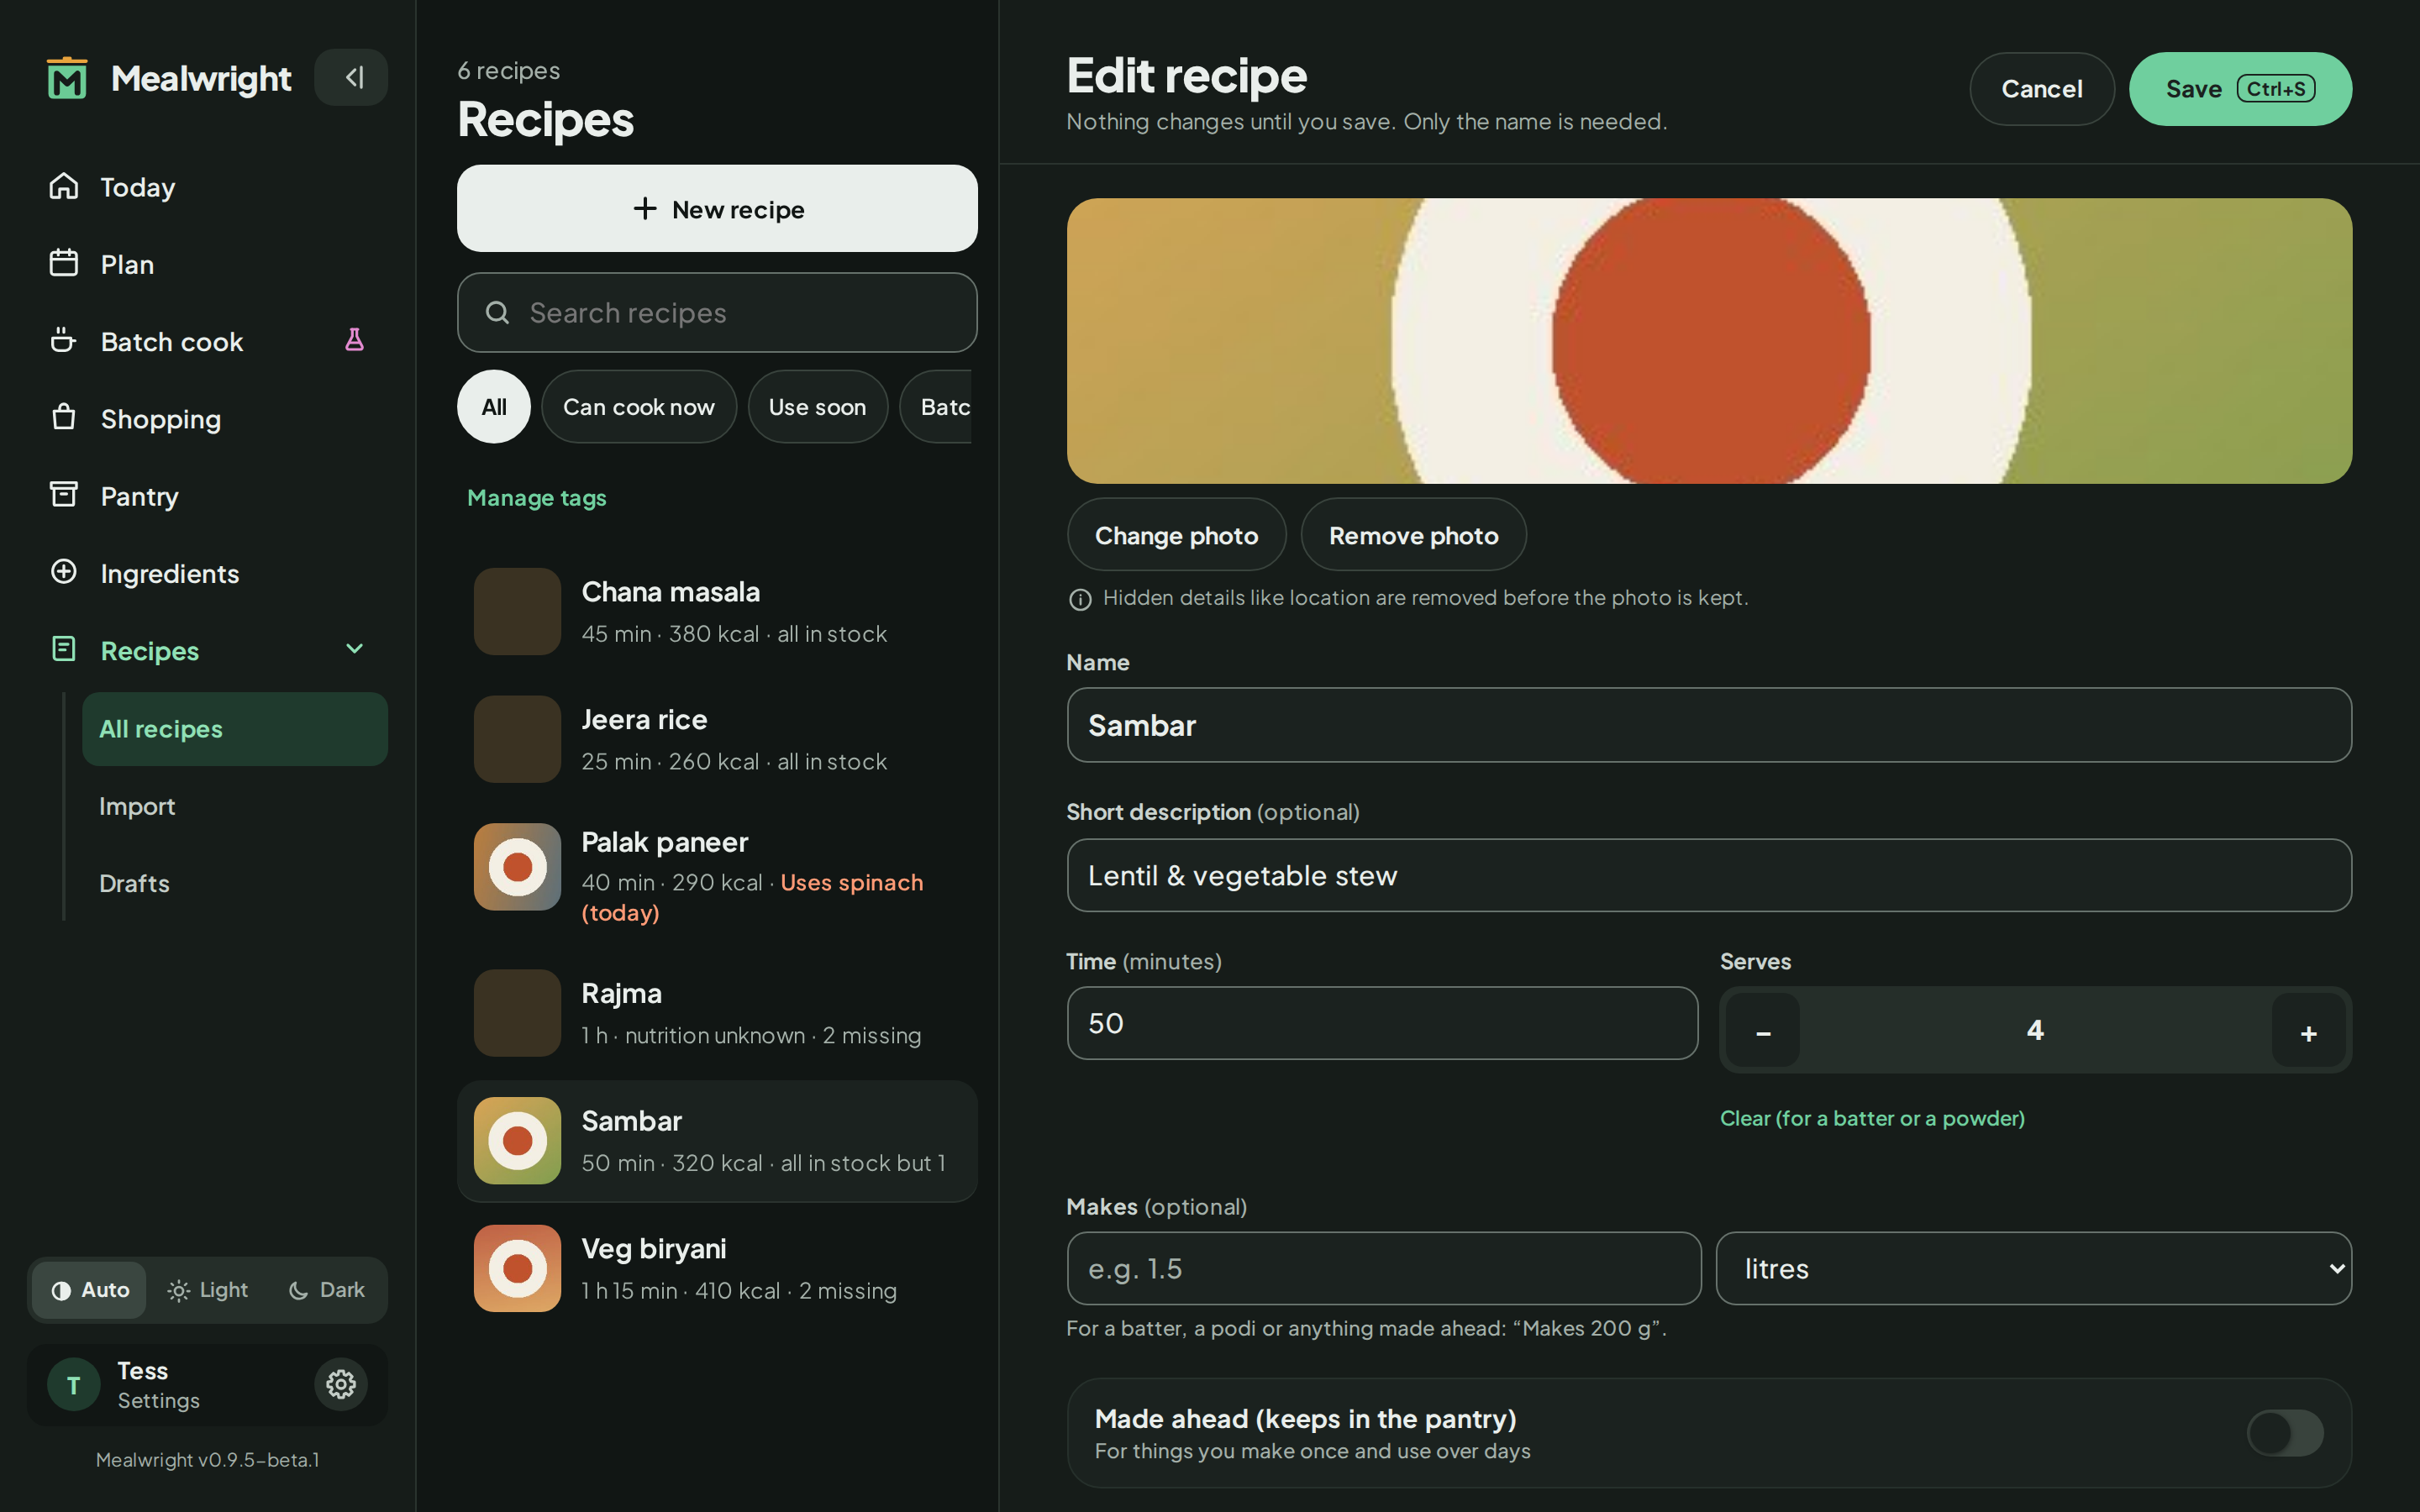 Mealwright
Today
Plan
Batch cook
Shopping
Pantry
Ingredients
Recipes
All recipes
Import
Drafts
Auto
Light
Dark
T
Tess
Settings
Mealwright v0.9.5-beta.1
6 recipes
Recipes
New recipe
Search recipes
All
Can cook now
Use soon
Batc
Manage tags
Chana masala
45 min · 380 kcal · all in stock
Jeera rice
25 min · 260 kcal · all in stock
Palak paneer
40 min · 290 kcal · Uses spinach
(today)
Rajma
1 h · nutrition unknown · 2 missing
Sambar
50 min · 320 kcal · all in stock but 1
Veg biryani
1 h 15 min · 410 kcal · 2 missing
Edit recipe
Nothing changes until you save. Only the name is needed.
Cancel
Save Ctrl+S
Change photo
Remove photo
Hidden details like location are removed before the photo is kept.
Name
Sambar
Short description (optional)
Lentil & vegetable stew
Time (minutes)
50
Serves
– 4 +
Clear (for a batter or a powder)
Makes (optional)
e.g. 1.5
litres
For a batter, a podi or anything made ahead: “Makes 200 g”.
Made ahead (keeps in the pantry)
For things you make once and use over days